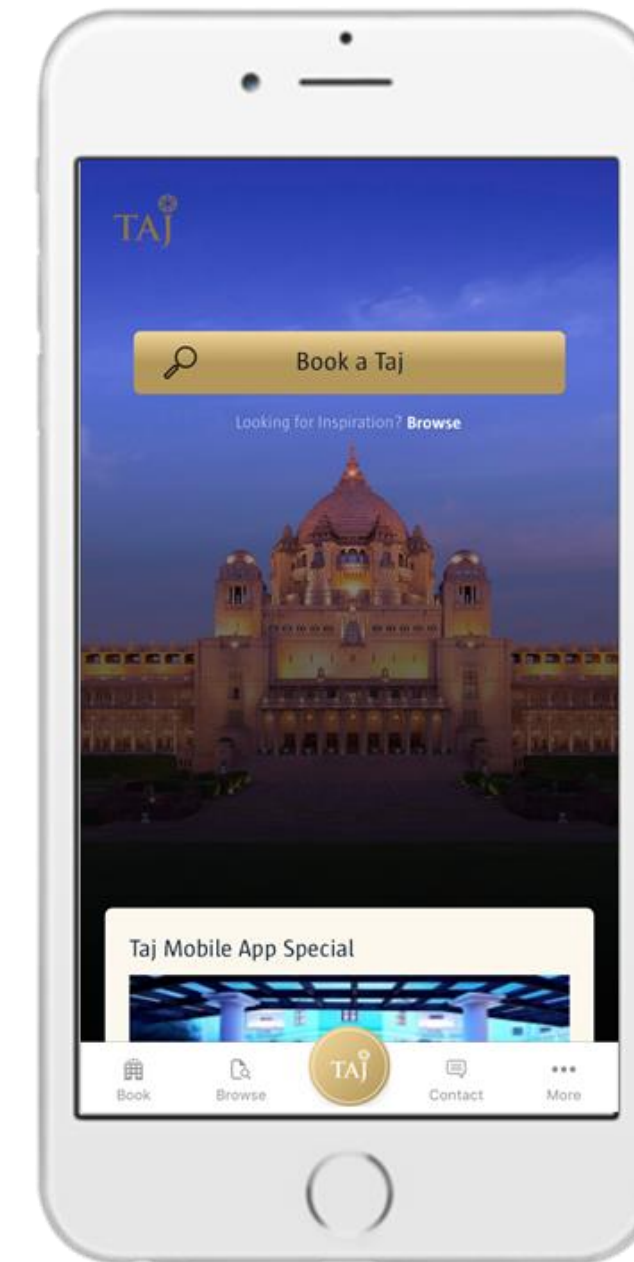 TAJ
Book a Taj
Looking for Inspiration? Browse
Taj Mobile App Special
TAJ
Book
Browse
Contact
More